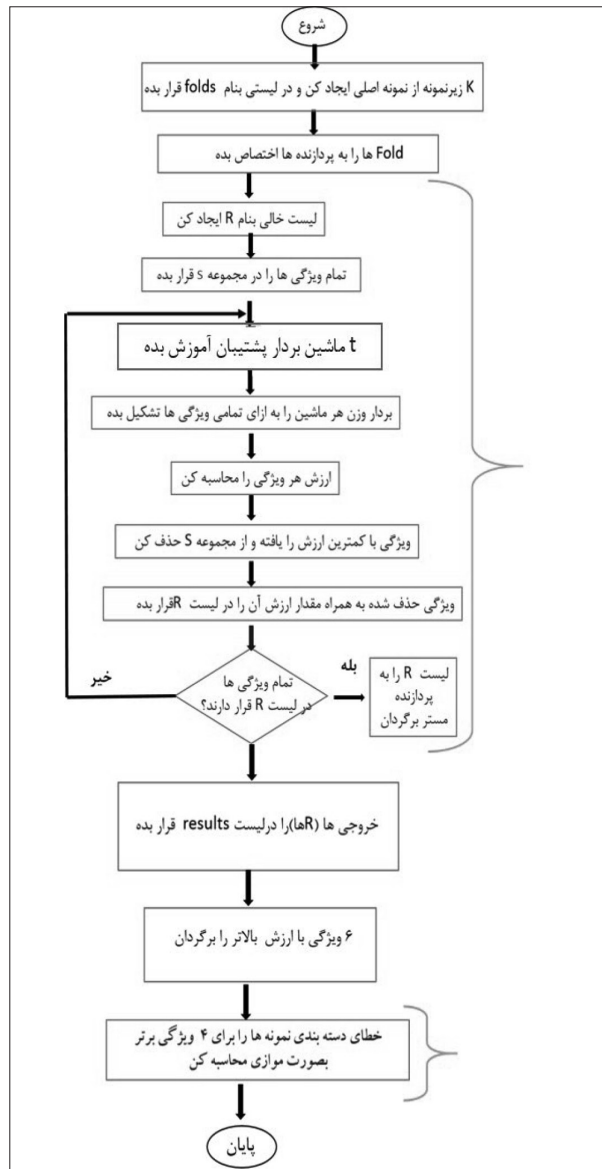 شروع
K زیرنمونه از نمونه اصلی ایجاد کن و در لیستی بنام folds قرار بده
Fold ها را به پردازنده ها اختصاص بده
لیست خالی بنام R ایجاد کن
تمام ویژگی ها را در مجموعه s قرار بده
t ماشین بردار پشتیبان آموزش بده
بردار وزن هر ماشین را به ازای تمامی ویژگی ها تشکیل بده
ارزش هر ویژگی را محاسبه کن
ویژگی با کمترین ارزش را یافته و از مجموعه S حذف کن
ویژگی حذف شده به همراه مقدار ارزش آن را در لیست Rقرار بده
تمام ویژگی ها
در لیست R قرار دارند؟
بله
خیر
لیست R را به
پردازنده
مستر برگردان
خروجی ها (Rها)را درلیست results قرار بده
۶ ویژگی با ارزش بالاتر را برگردان
خطای دسته بندی نمونه ها را برای ۴ ویژگی برتر
بصورت موازی محاسبه کن
پایان